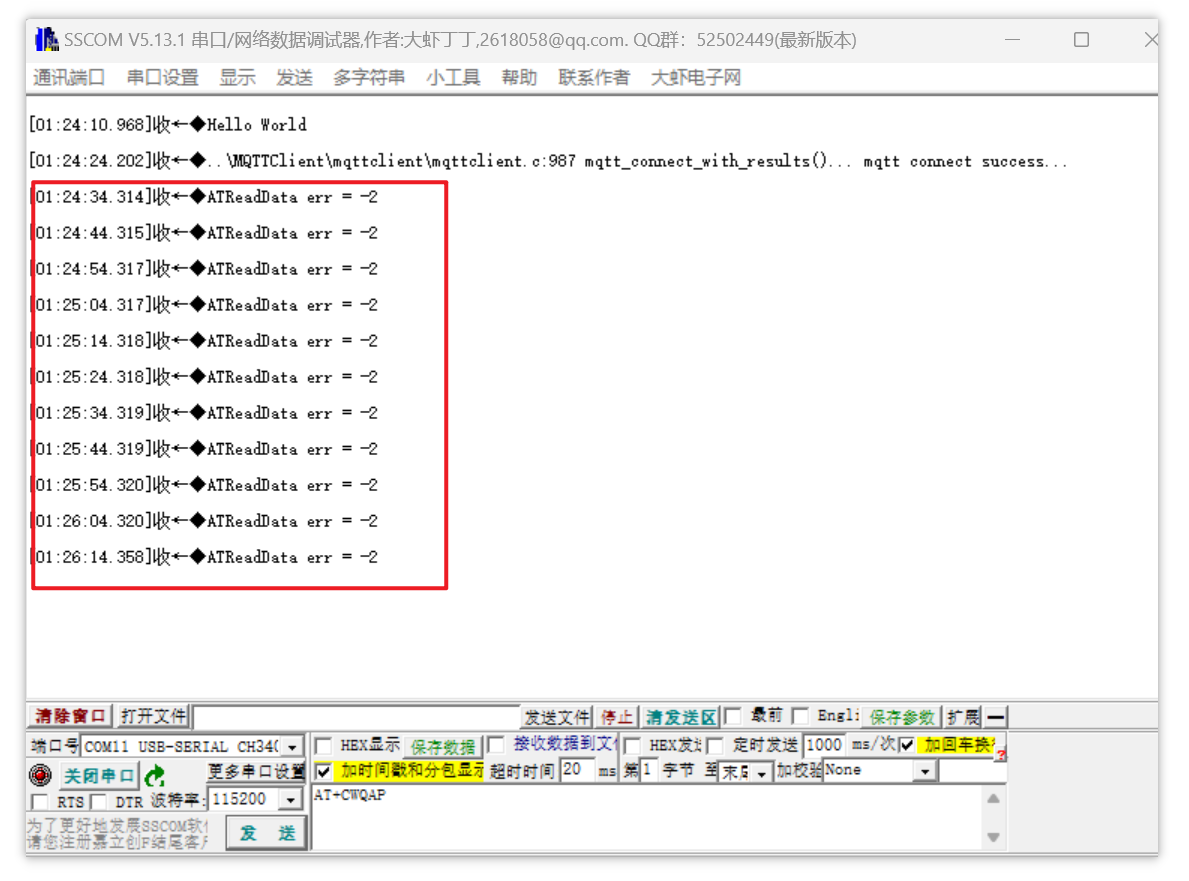 SSCOM V5.13.1 串口/网络数据调试器,作者:大虾丁丁,2618058@qq.com. QQ群: 52502449(最新版本)
通讯端口 串口设置 显示 发送 多字符串 小工具 帮助 联系作者 大虾电子网
[01:24:10.968]收←◆Hello World
[01:24:24.202]收←◆..\MQTTClient\mqttclient\mqttclient.c:987 mqtt_connect_with_results()... mqtt connect success...
[01:24:34.314]收←◆ATReadData err = -2
[01:24:44.315]收←◆ATReadData err = -2
[01:24:54.317]收←◆ATReadData err = -2
[01:25:04.317]收←◆ATReadData err = -2
[01:25:14.318]收←◆ATReadData err = -2
[01:25:24.318]收←◆ATReadData err = -2
[01:25:34.319]收←◆ATReadData err = -2
[01:25:44.319]收←◆ATReadData err = -2
[01:25:54.320]收←◆ATReadData err = -2
[01:26:04.320]收←◆ATReadData err = -2
[01:26:14.358]收←◆ATReadData err = -2
清除窗口 打开文件 发送文件 停止 清发送区 最前 Engli 保存参数 扩展 —
端口号 COM11 USB-SERIAL CH34( HEX显示 保存数据 接收数据到文 HEX发 定时发送 1000 ms/次 加回车换
关闭串口 更多串口设置 加时间戳和分包显示 超时时间 20 ms 第 1 字节 至 末尾 加校验 None
RTS DTR 波特率: 115200 AT+CWQAP
为了更好地发展SSCOM软
请您注册嘉立创F结尾客
发 送